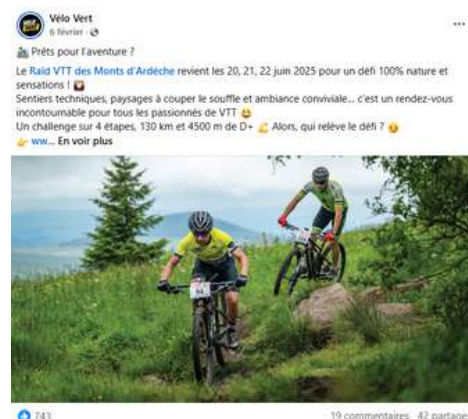 Vélo Vert
6 février ·
Prêts pour l'aventure ?
Le Raid VTT des Monts d'Ardèche revient les 20, 21, 22 juin 2025 pour un défi 100% nature et
sensations !
Sentiers techniques, paysages à couper le souffle et ambiance conviviale... c'est un rendez-vous
incontournable pour tous les passionnés de VTT
Un challenge sur 4 étapes, 130 km et 4500 m de D+ Alors, qui relève le défi ?
ww... En voir plus
743
19 commentaires 42 partages